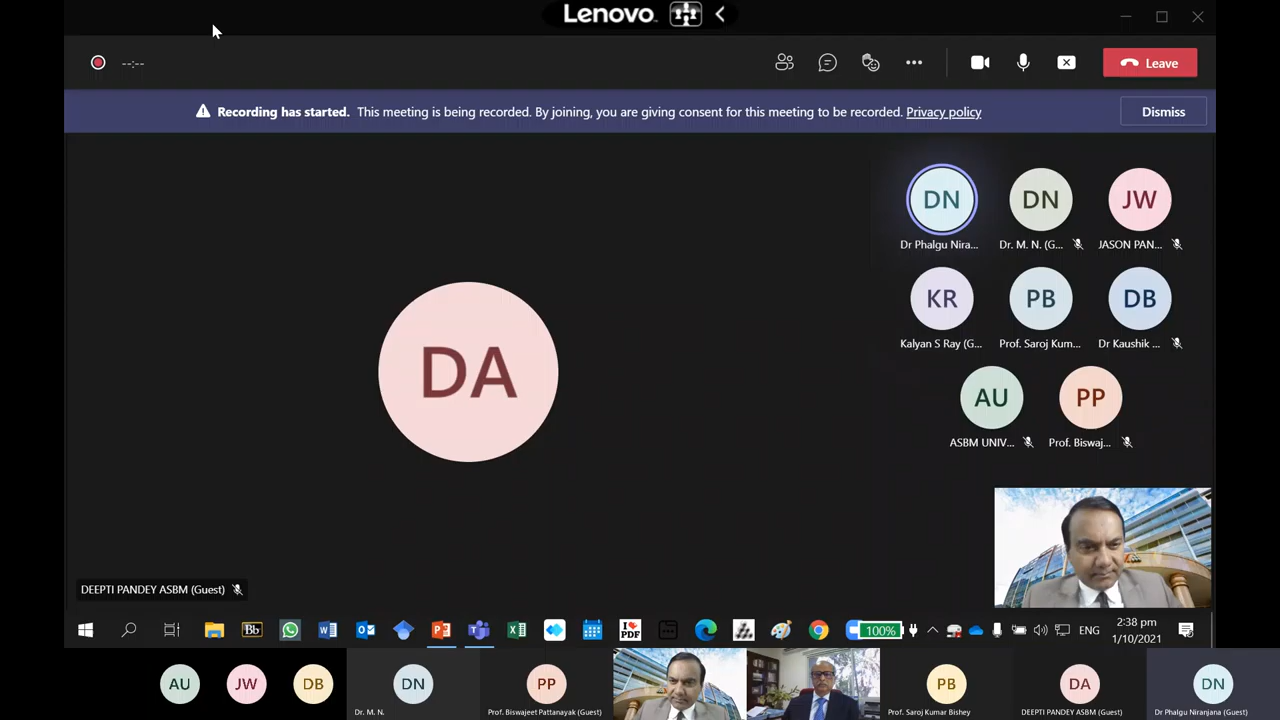 Lenovo
--:--
Leave
Recording has started. This meeting is being recorded. By joining, you are giving consent for this meeting to be recorded. Privacy policy
Dismiss
DN
DN
JW
Dr Phalgu Nira...
Dr. M. N. (G...
JASON PAN...
KR
PB
DB
Kalyan S Ray (G...
Prof. Saroj Kum...
Dr Kaushik ...
DA
AU
PP
ASBM UNIV...
Prof. Biswaj...
DEEPTI PANDEY ASBM (Guest)
Bb
I PDF
100%
ENG
2:38 pm
1/10/2021
AU
JW
DB
DN
PP
PB
DA
DN
Dr. M. N.
Prof. Biswajeet Pattanayak (Guest)
Prof. Saroj Kumar Bishey
DEEPTI PANDEY ASBM (Guest)
Dr Phalgu Niranjana (Guest)